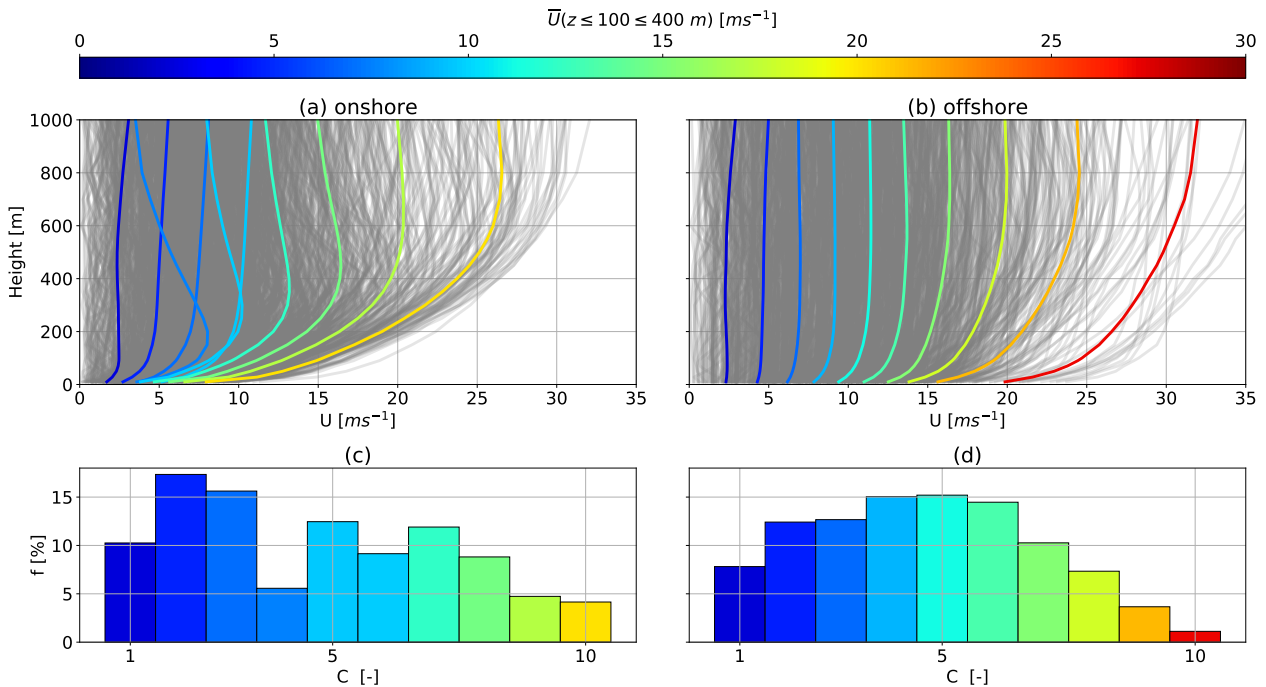 U̅(z ≤ 100 ≤ 400 m) [ms⁻¹]
0 5 10 15 20 25 30
(a) onshore (b) offshore
1000
800
600
400
200
0
Height [m]
0 5 10 15 20 25 30 35
0 5 10 15 20 25 30 35
U [ms⁻¹] U [ms⁻¹]
(c) (d)
15
10
5
0
f [%]
1 5 10 1 5 10
C [-] C [-]